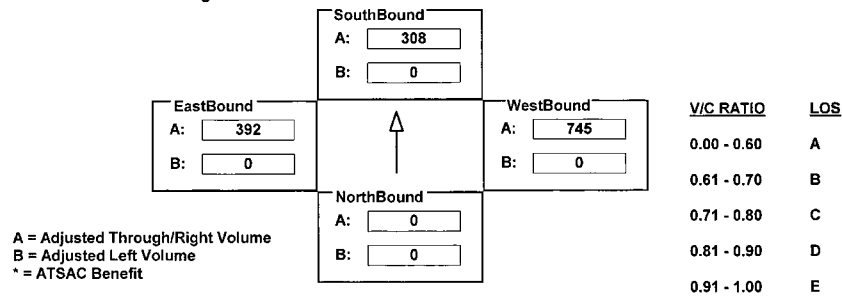 SouthBound
A: 308
B: 0
EastBound
A: 392
B: 0
WestBound
A: 745
B: 0
NorthBound
A: 0
B: 0
A = Adjusted Through/Right Volume
B = Adjusted Left Volume
* = ATSAC Benefit
V/C RATIO LOS
0.00 - 0.60 A
0.61 - 0.70 B
0.71 - 0.80 C
0.81 - 0.90 D
0.91 - 1.00 E